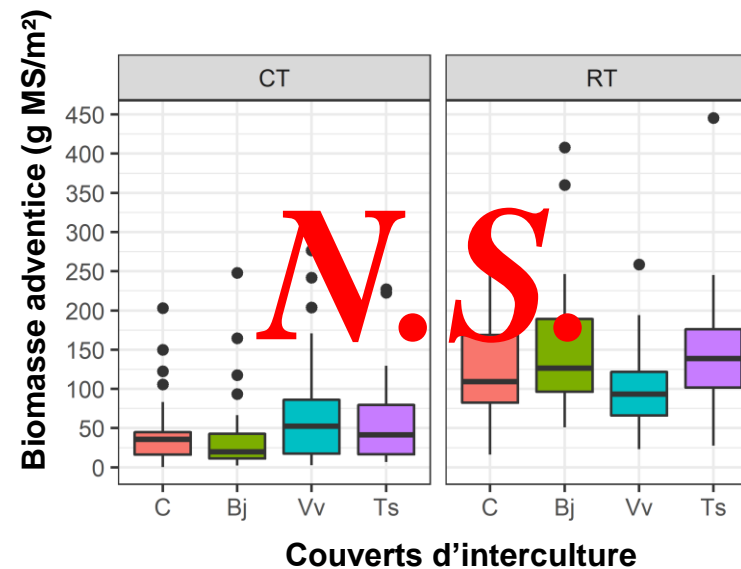 Biomasse adventice (g MS/m²)
CT
RT
450
400
350
300
250
200
150
100
50
0
N.S.
C Bj Vv Ts
C Bj Vv Ts
Couverts d’interculture